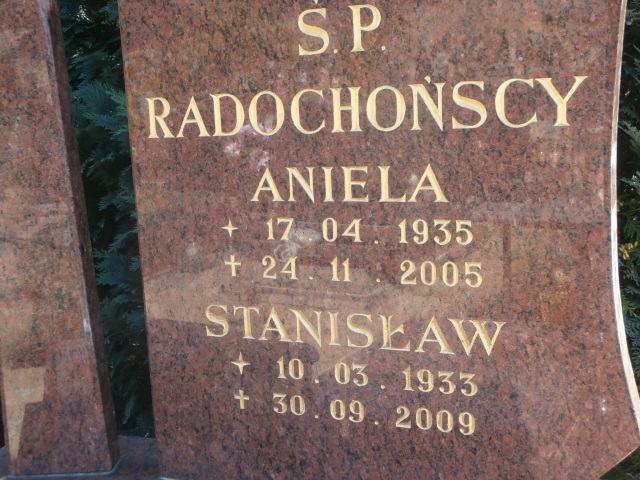 Ś.P.
RADOCHOŃSCY
ANIELA
✦ 17.04.1935
✝ 24.11.2005
STANISŁAW
✦ 10.03.1933
✝ 30.09.2009